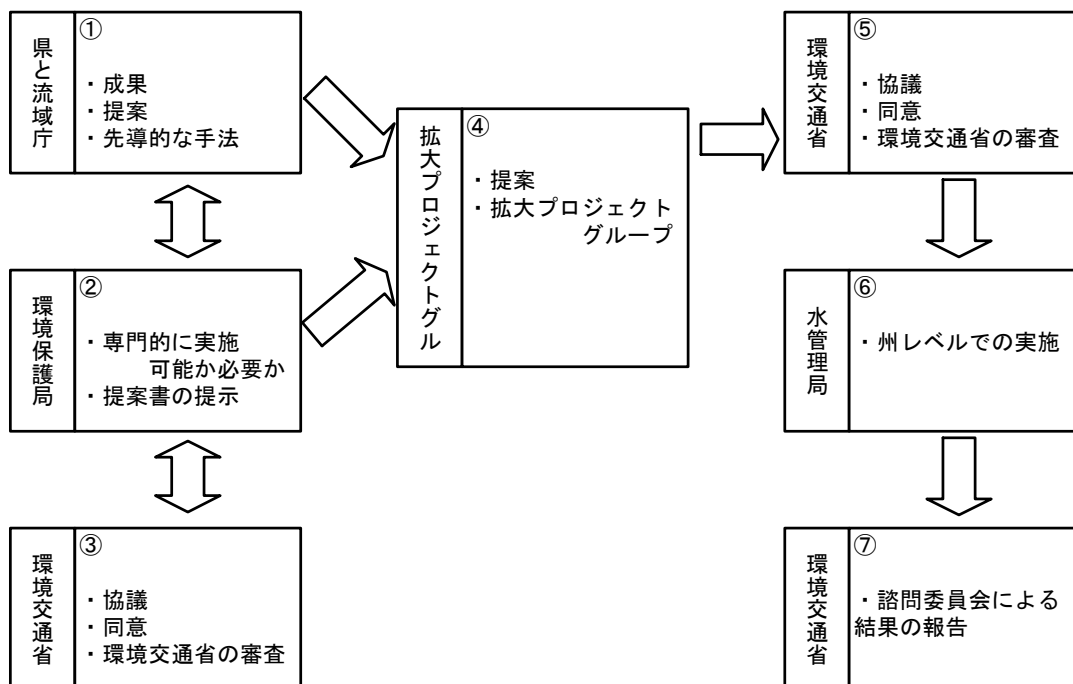 県と流域庁
①
・成果
・提案
・先導的な手法
環境保護局
②
・専門的に実施
可能か必要か
・提案書の提示
環境交通省
③
・協議
・同意
・環境交通省の審査
拡大プロジェクトグル
④
・提案
・拡大プロジェクト
グループ
環境交通省
⑤
・協議
・同意
・環境交通省の審査
水管理局
⑥
・州レベルでの実施
環境交通省
⑦
・諮問委員会による
結果の報告